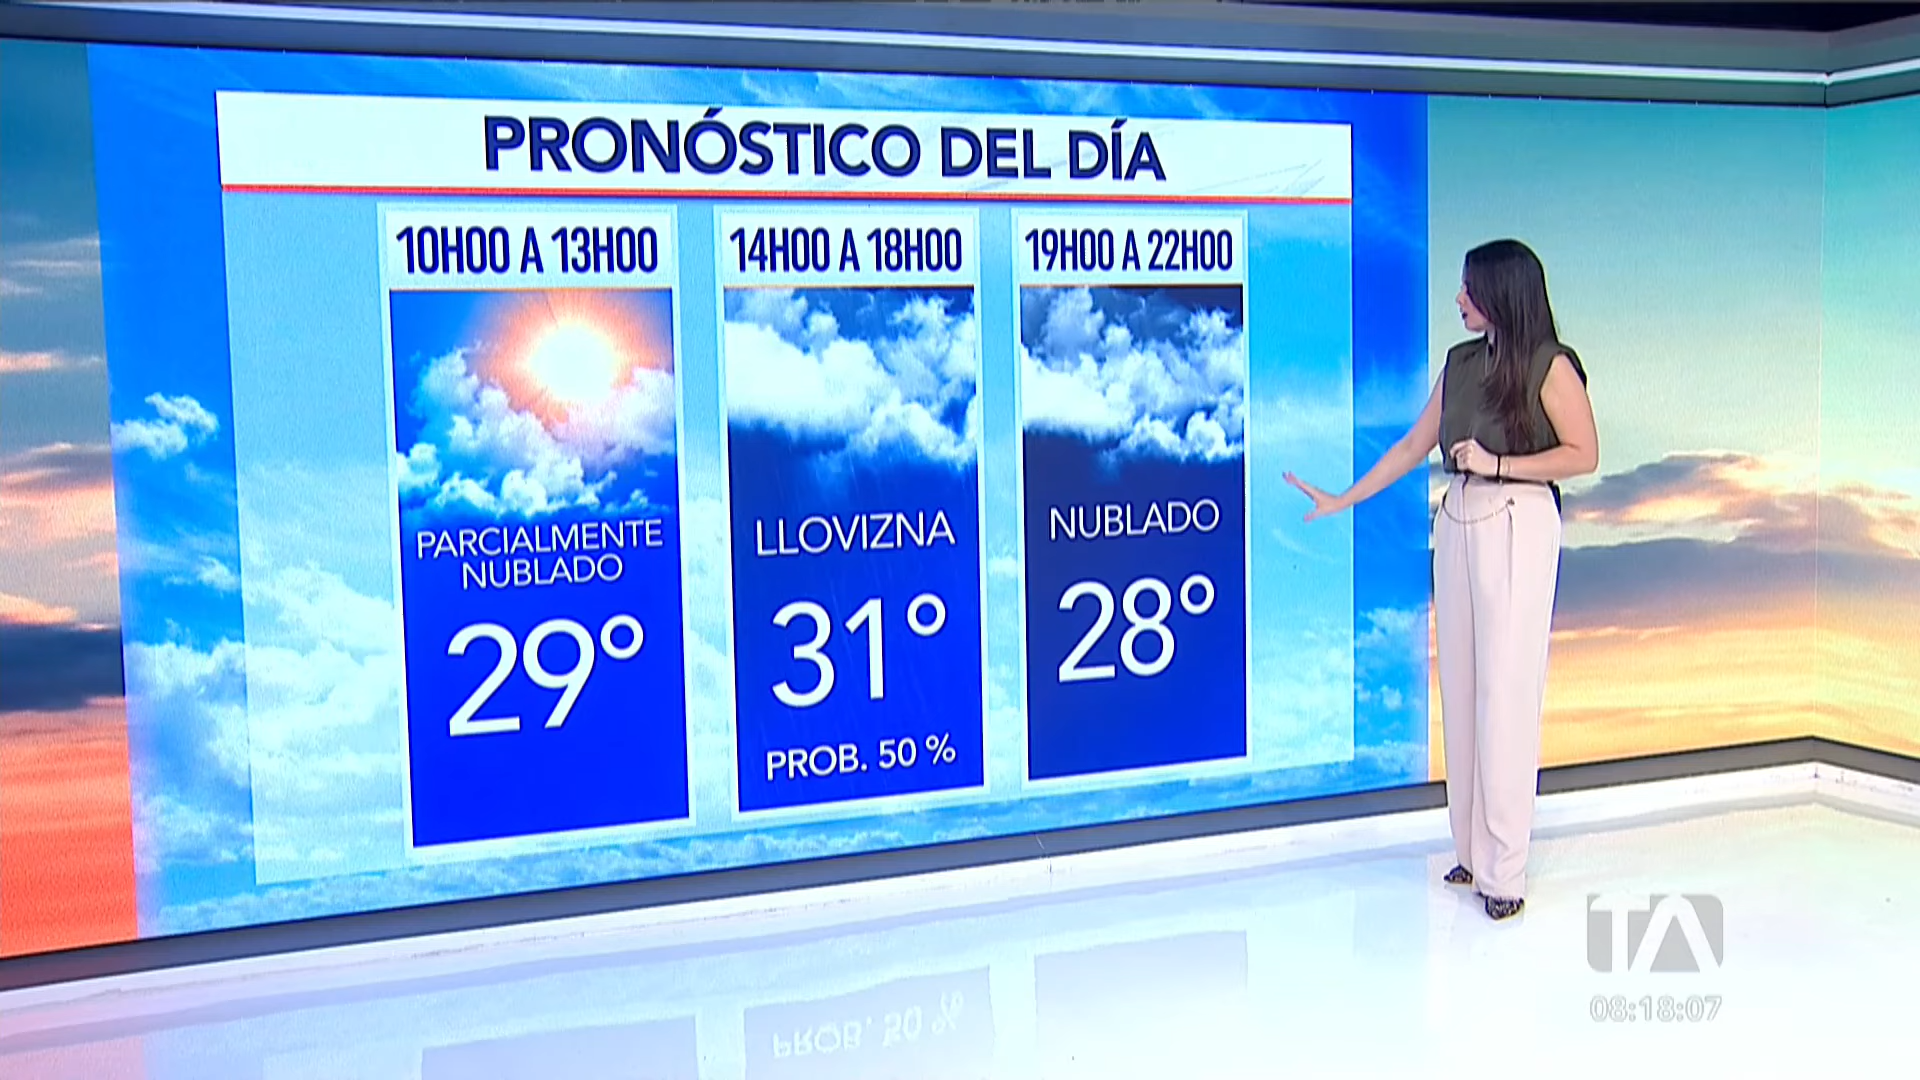 PRONÓSTICO DEL DÍA
10H00 A 13H00
PARCIALMENTE
NUBLADO
29°
14H00 A 18H00
LLOVIZNA
31°
PROB. 50 %
19H00 A 22H00
NUBLADO
28°
TA
08:18:07